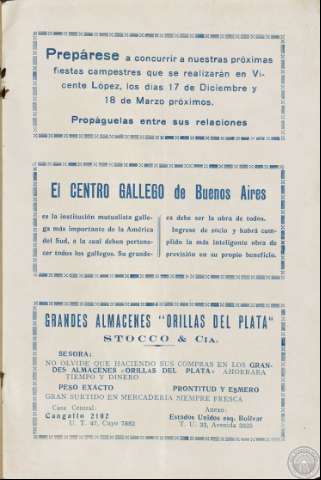 Prepárese a concurrir a nuestras próximas
fiestas campestres que se realizarán en Vi-
cente López, los días 17 de Diciembre y
18 de Marzo próximos.
Propáguelas entre sus relaciones
El CENTRO GALLEGO de Buenos Aires
es la institución mutualista galle-
ga más importante de la América
del Sud, a la cual deben pertene-
cer todos los gallegos. Su grande-
za debe ser la obra de todos.
Ingrese de socio y habrá cum-
plido la más inteligente obra de
previsión en su propio beneficio.
GRANDES ALMACENES "ORILLAS DEL PLATA"
STOCCO & Cía.
SEÑORA:
NO OLVIDE QUE HACIENDO SUS COMPRAS EN LOS GRAN-
DES ALMACENES «ORILLAS DEL PLATA» AHORRARA
TIEMPO Y DINERO
PESO EXACTO
PRONTITUD Y ESMERO
GRAN SURTIDO EN MERCADERIA SIEMPRE FRESCA
Casa Central:
Cangallo 2102
U. T. 47, Cuyo 7882
Anexo:
Estados Unidos esq. Bolívar
U. T. 33, Avenida